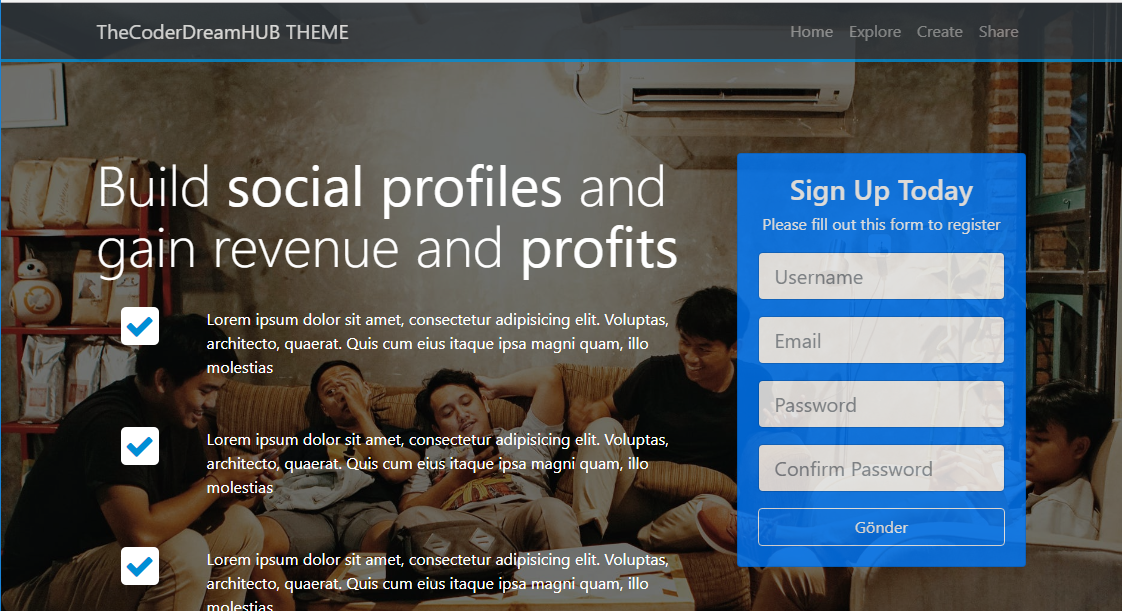 TheCoderDreamHUB THEME
Home Explore Create Share
Build social profiles and
gain revenue and profits
Lorem ipsum dolor sit amet, consectetur adipisicing elit. Voluptas,
architecto, quaerat. Quis cum eius itaque ipsa magni quam, illo
molestias
Lorem ipsum dolor sit amet, consectetur adipisicing elit. Voluptas,
architecto, quaerat. Quis cum eius itaque ipsa magni quam, illo
molestias
Lorem ipsum dolor sit amet, consectetur adipisicing elit. Voluptas,
architecto, quaerat. Quis cum eius itaque ipsa magni quam, illo
molestias
Sign Up Today
Please fill out this form to register
Username
Email
Password
Confirm Password
Gönder